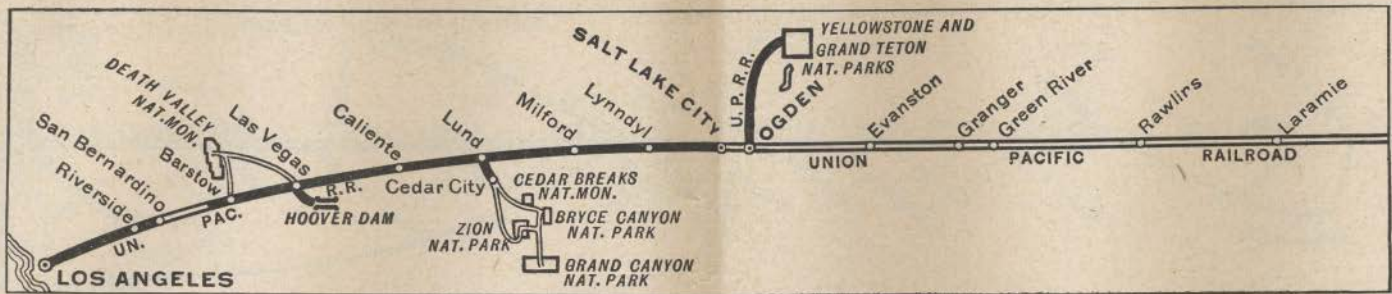 YELLOWSTONE AND
GRAND TETON
NAT. PARKS
U. P. R. R.
SALT LAKE CITY
OGDEN
DEATH VALLEY
NAT. MON.
LOS ANGELES
Riverside
San Bernardino
Barstow
Las Vegas
Caliente
Lund
Milford
Lynndyl
Evanston
Granger
Green River
Rawlins
Laramie
UN.
PAC.
R.R.
HOOVER DAM
Cedar City
CEDAR BREAKS
NAT. MON.
BRYCE CANYON
NAT. PARK
ZION
NAT. PARK
GRAND CANYON
NAT. PARK
UNION
PACIFIC
RAILROAD